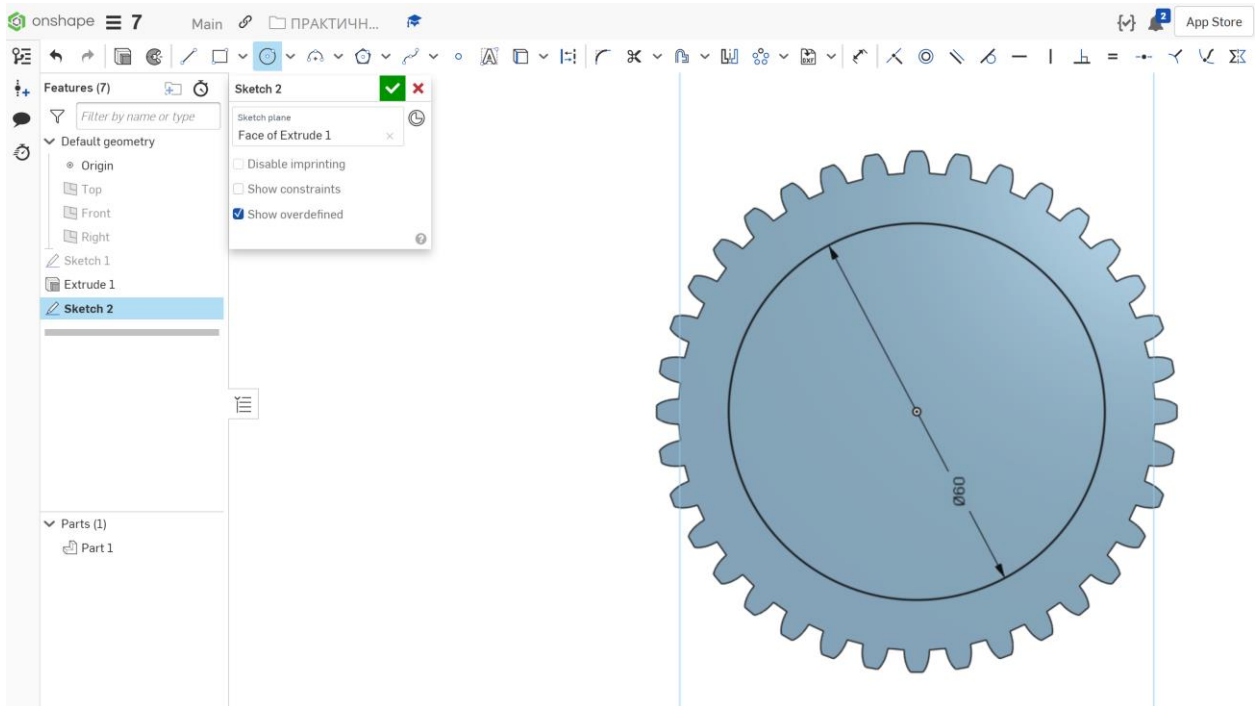 onshape 7 Main ПРАКТИЧН... 2 App Store
DXF
Features (7)
Filter by name or type
Default geometry
Origin
Top
Front
Right
Sketch 1
Extrude 1
Sketch 2
Parts (1)
Part 1
Sketch 2
Sketch plane
Face of Extrude 1
Disable imprinting
Show constraints
Show overdefined
Ø60